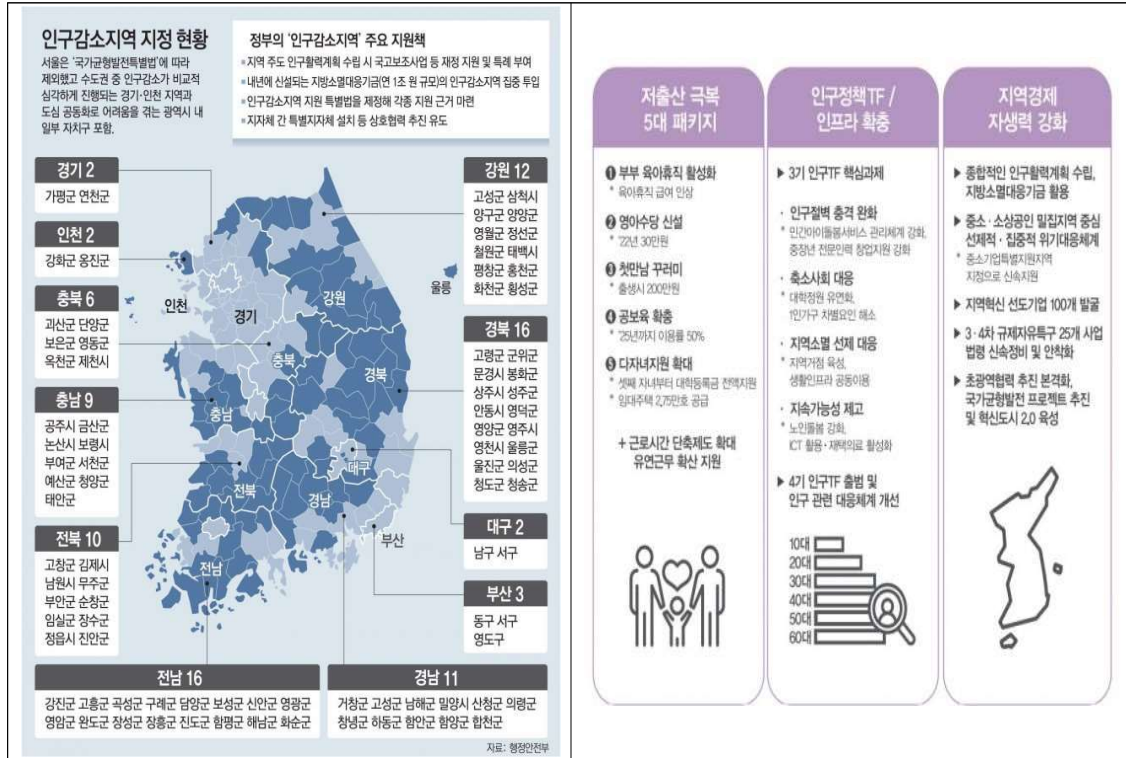 인구감소지역 지정 현황
서울은 '국가균형발전특별법'에 따라
제외했고 수도권 중 인구감소가 비교적
심각하게 진행되는 경기·인천 지역과
도심 공동화로 어려움을 겪는 광역시 내
일부 자치구 포함.
정부의 '인구감소지역' 주요 지원책
▪지역 주도 인구활력계획 수립 시 국고보조사업 등 재정 지원 및 특례 부여
▪내년에 신설되는 지방소멸대응기금(연 1조 원 규모)의 인구감소지역 집중 투입
▪인구감소지역 지원 특별법을 제정해 각종 지원 근거 마련
▪지자체 간 특별지자체 설치 등 상호협력 추진 유도
경기 2
가평군 연천군
인천 2
강화군 옹진군
충북 6
괴산군 단양군
보은군 영동군
옥천군 제천시
충남 9
공주시 금산군
논산시 보령시
부여군 서천군
예산군 청양군
태안군
전북 10
고창군 김제시
남원시 무주군
부안군 순창군
임실군 장수군
정읍시 진안군
강원 12
고성군 삼척시
양구군 양양군
영월군 정선군
철원군 태백시
평창군 홍천군
화천군 횡성군
경북 16
고령군 군위군
문경시 봉화군
상주시 성주군
안동시 영덕군
영양군 영주시
영천시 울릉군
울진군 의성군
청도군 청송군
대구 2
남구 서구
부산 3
동구 서구
영도구
전남 16
강진군 고흥군 곡성군 구례군 담양군 보성군 신안군 영광군
영암군 완도군 장성군 장흥군 진도군 함평군 해남군 화순군
경남 11
거창군 고성군 남해군 밀양시 산청군 의령군
창녕군 하동군 함안군 함양군 합천군
인천
경기
강원
울릉
충북
경북
충남
대구
전북
경남
부산
전남
자료: 행정안전부
저출산 극복
5대 패키지
❶ 부부 육아휴직 활성화
* 육아휴직 급여 인상
❷ 영아수당 신설
* '22년 30만원
❸ 첫만남 꾸러미
* 출생시 200만원
❹ 공보육 확충
* '25년까지 이용률 50%
❺ 다자녀지원 확대
* 셋째 자녀부터 대학등록금 전액지원
* 임대주택 2.75만호 공급
+ 근로시간 단축제도 확대
유연근무 확산 지원
인구정책TF /
인프라 확충
▶ 3기 인구TF 핵심과제
· 인구절벽 충격 완화
* 민간아이돌봄서비스 관리체계 강화,
중장년 전문인력 창업지원 강화
· 축소사회 대응
* 대학정원 유연화,
1인가구 차별요인 해소
· 지역소멸 선제 대응
* 지역거점 육성,
생활인프라 공동이용
· 지속가능성 제고
* 노인돌봄 강화,
ICT 활용·재택의료 활성화
▶ 4기 인구TF 출범 및
인구 관련 대응체계 개선
10대
20대
30대
40대
50대
60대
지역경제
자생력 강화
▶ 종합적인 인구활력계획 수립,
지방소멸대응기금 활용
▶ 중소·소상공인 밀집지역 중심
선제적·집중적 위기대응체계
* 중소기업특별지원지역
지정으로 신속지원
▶ 지역혁신 선도기업 100개 발굴
▶ 3·4차 규제자유특구 25개 사업
법령 신속정비 및 안착화
▶ 초광역협력 추진 본격화,
국가균형발전 프로젝트 추진
및 혁신도시 2.0 육성